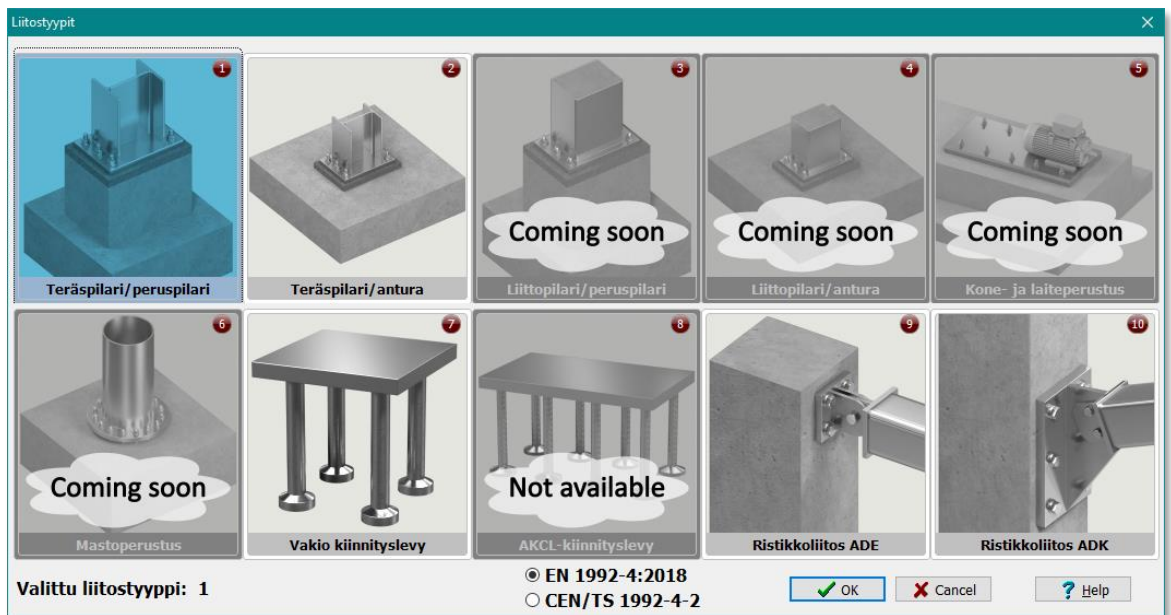 Liitostyypit
1
2
3
4
5
Coming soon
Coming soon
Coming soon
Teräspilari/peruspilari
Teräspilari/antura
Liittopilari/peruspilari
Liittopilari/antura
Kone- ja laiteperustus
6
7
8
9
10
Coming soon
Not available
Mastoperustus
Vakio kiinnityslevy
AKCL-kiinnityslevy
Ristikkoliitos ADE
Ristikkoliitos ADK
Valittu liitostyyppi: 1
EN 1992-4:2018
CEN/TS 1992-4-2
OK
Cancel
? Help